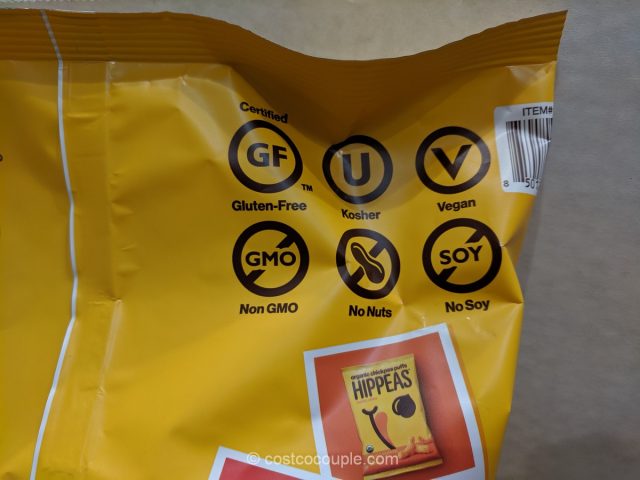 Certified
GF
TM
Gluten-Free
U
Kosher
V
Vegan
ITEM#
8
GMO
Non GMO
No Nuts
SOY
No Soy
organic chickpea puffs
HIPPEAS
© costcocouple.com